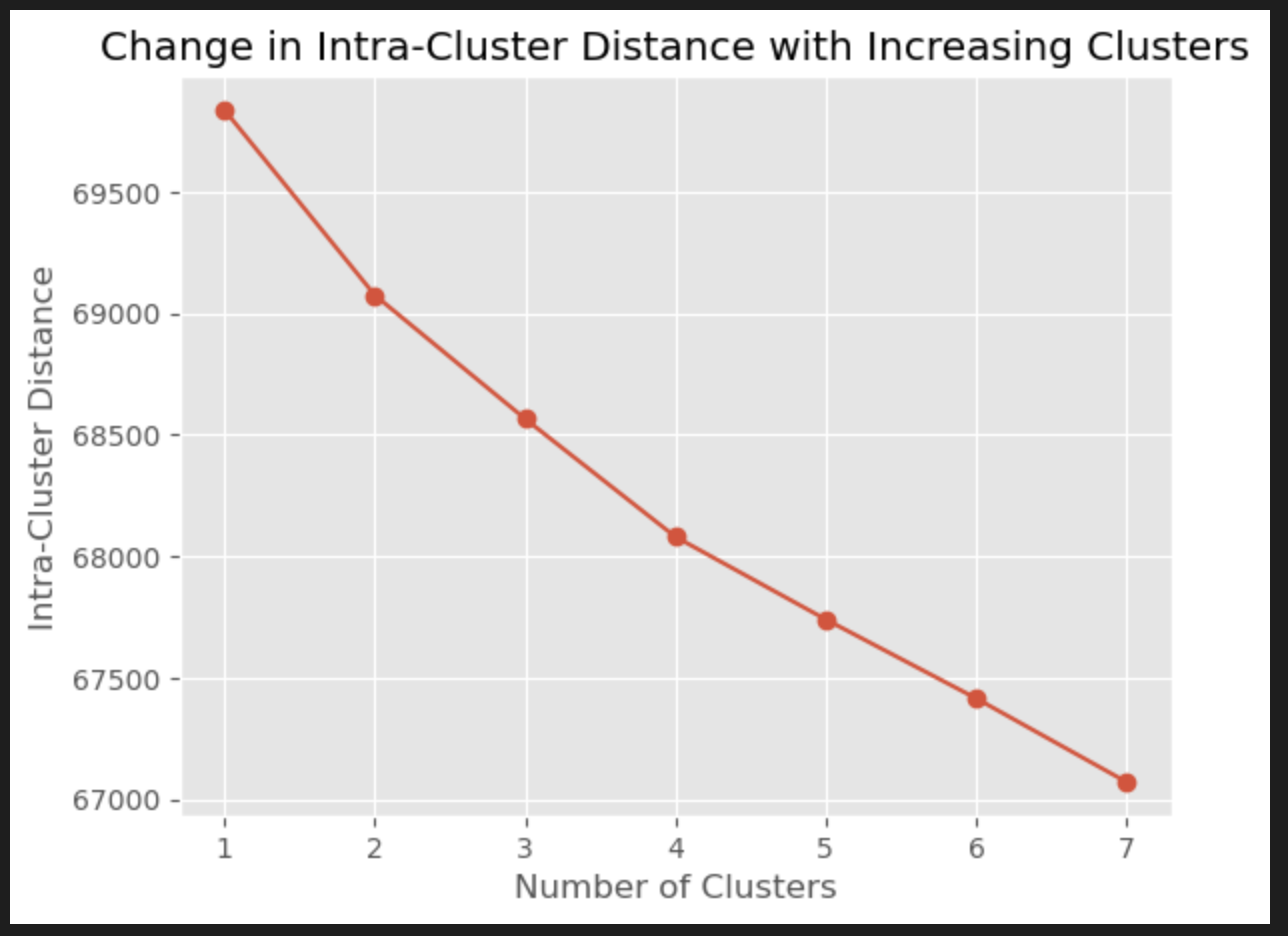 Change in Intra-Cluster Distance with Increasing Clusters
69500
69000
68500
68000
67500
67000
Intra-Cluster Distance
1 2 3 4 5 6 7
Number of Clusters